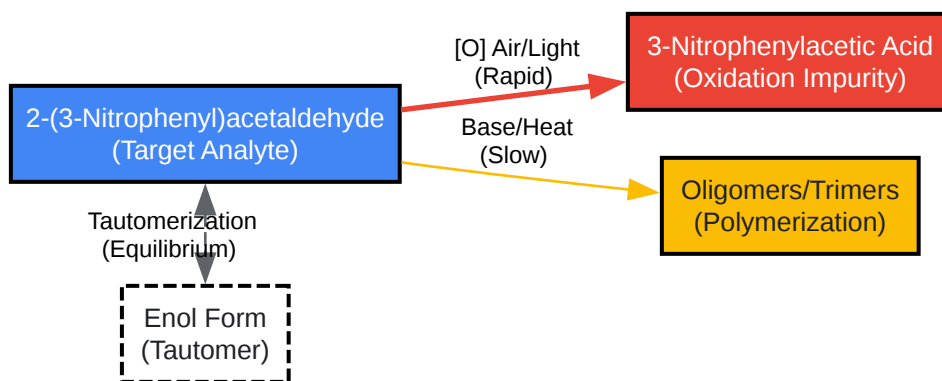 [O] Air/Light
(Rapid)
3-Nitrophenylacetic Acid
(Oxidation Impurity)
2-(3-Nitrophenyl)acetaldehyde
(Target Analyte)
Base/Heat
(Slow)
Oligomers/Trimers
(Polymerization)
Tautomerization
(Equilibrium)
Enol Form
(Tautomer)